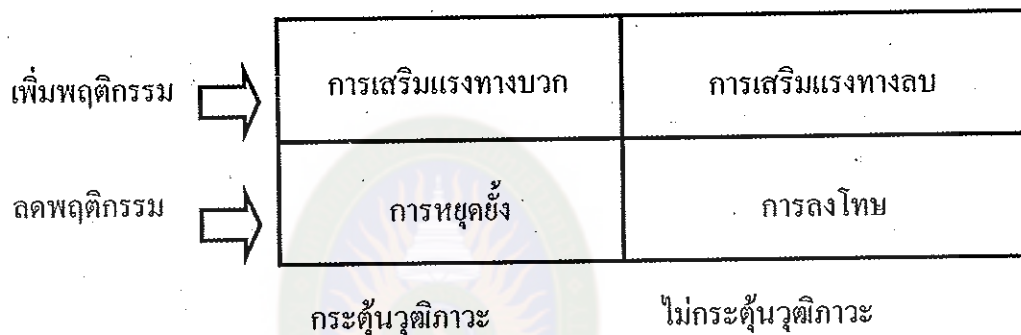 เพิ่มพฤติกรรม การเสริมแรงทางบวก การเสริมแรงทางลบ
ลดพฤติกรรม การหยุดยั้ง การลงโทษ
กระตุ้นวุฒิภาวะ ไม่กระตุ้นวุฒิภาวะ